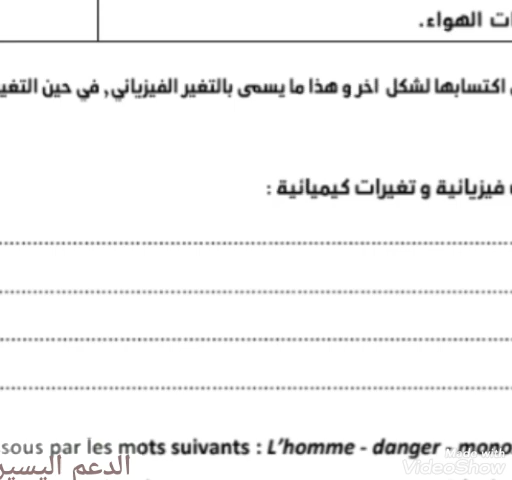 ات الهواء.
اكتسابها لشكل اخر و هذا ما يسمى بالتغير الفيزيائي, في حين التغير
فيزيائية و تغيرات كيميائية :
sous par les mots suivants : L'homme - danger - mono
الدعم اليسير
Made with
VideoShow